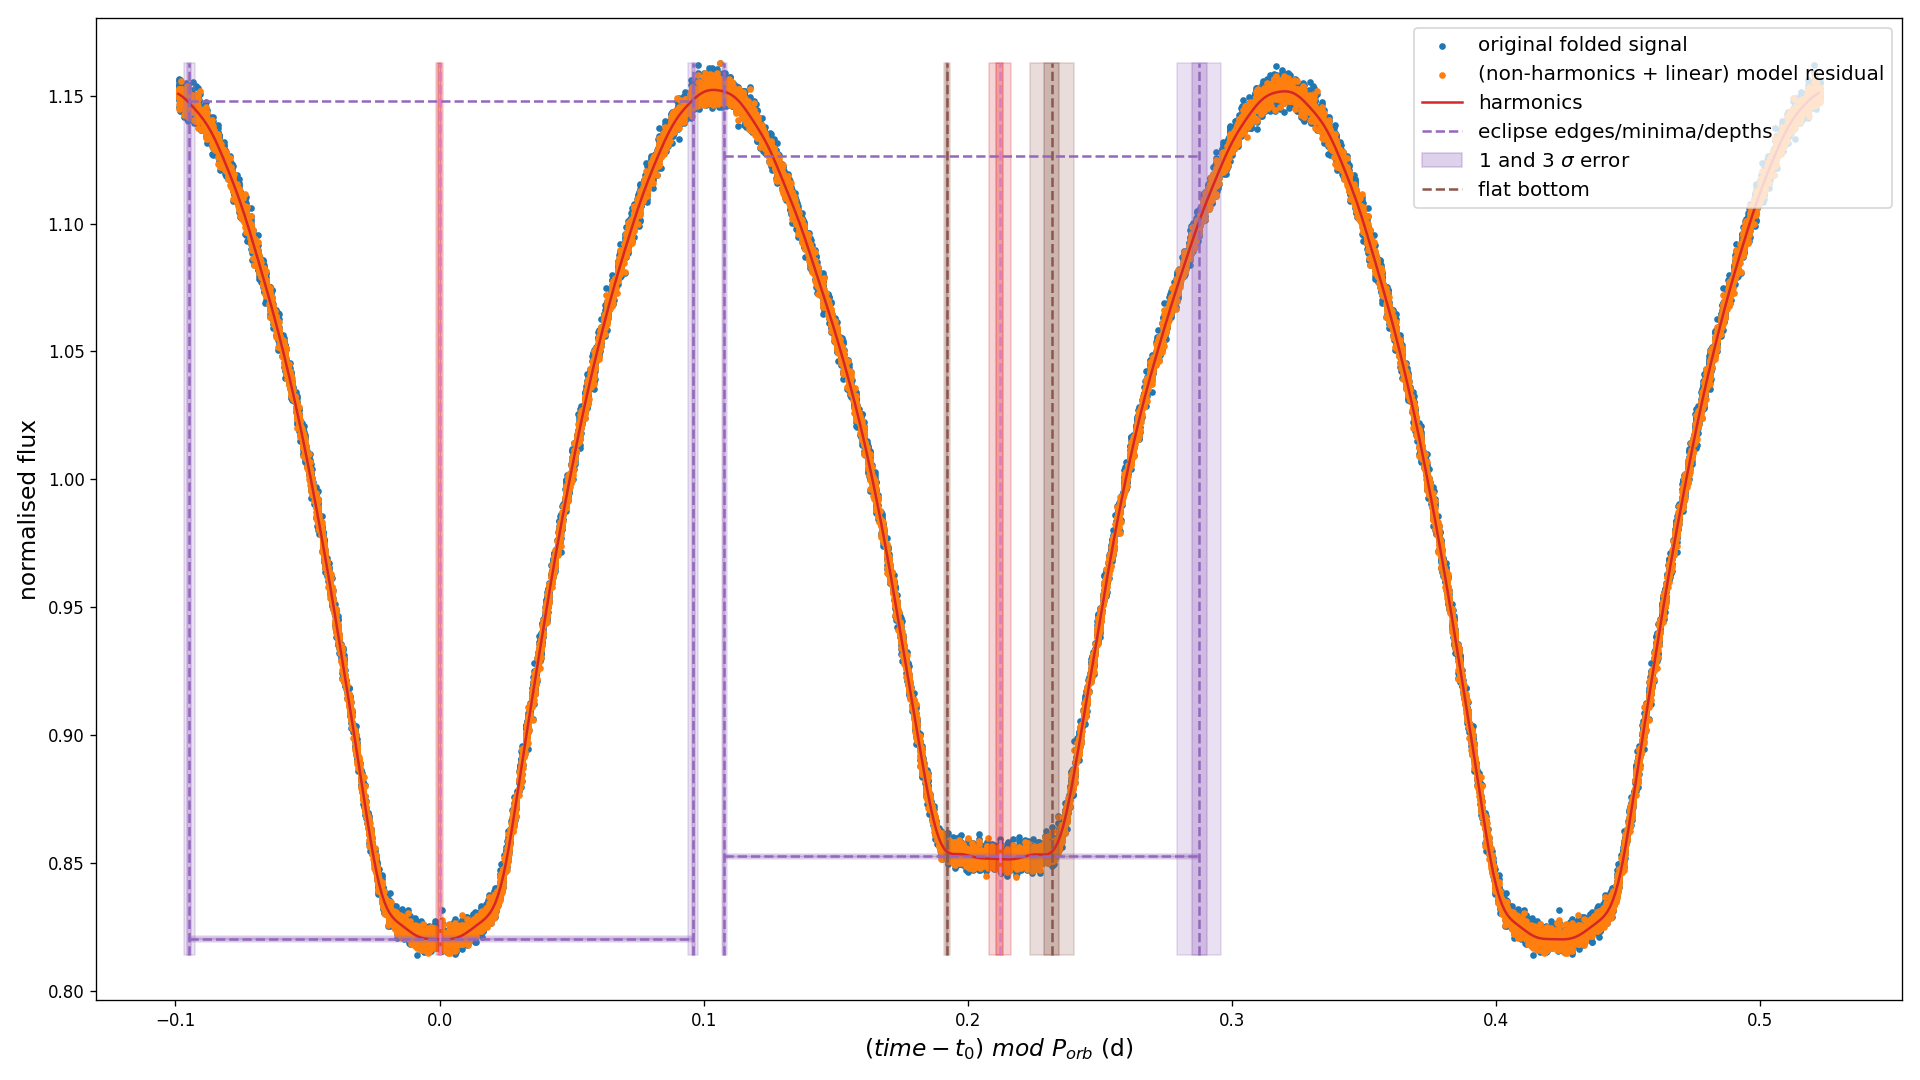 original folded signal
(non-harmonics + linear) model residual
harmonics
eclipse edges/minima/depths
1 and 3 σ error
flat bottom
normalised flux
1.15
1.10
1.05
1.00
0.95
0.90
0.85
0.80
−0.1 0.0 0.1 0.2 0.3 0.4 0.5
(time − t₀) mod Pₒᵣb (d)